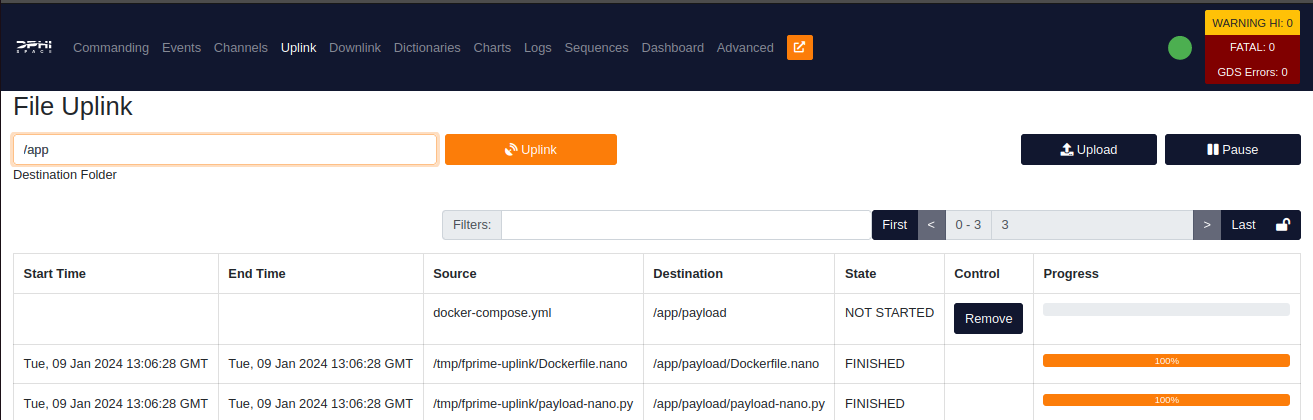 DPHI
SPACE
Commanding Events Channels Uplink Downlink Dictionaries Charts Logs Sequences Dashboard Advanced
WARNING HI: 0
FATAL: 0
GDS Errors: 0
File Uplink
/app Uplink Upload Pause
Destination Folder
Filters: First < 0 - 3 3 > Last
Start Time End Time Source Destination State Control Progress
docker-compose.yml /app/payload NOT STARTED Remove
Tue, 09 Jan 2024 13:06:28 GMT Tue, 09 Jan 2024 13:06:28 GMT /tmp/fprime-uplink/Dockerfile.nano /app/payload/Dockerfile.nano FINISHED 100%
Tue, 09 Jan 2024 13:06:28 GMT Tue, 09 Jan 2024 13:06:28 GMT /tmp/fprime-uplink/payload-nano.py /app/payload/payload-nano.py FINISHED 100%